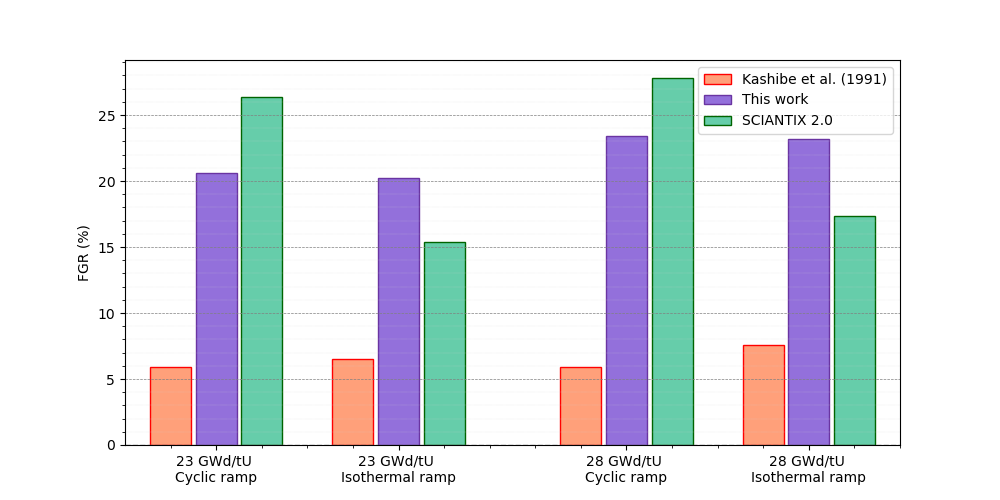 Kashibe et al. (1991)
This work
SCIANTIX 2.0
FGR (%)
25
20
15
10
5
0
23 GWd/tU
Cyclic ramp
23 GWd/tU
Isothermal ramp
28 GWd/tU
Cyclic ramp
28 GWd/tU
Isothermal ramp